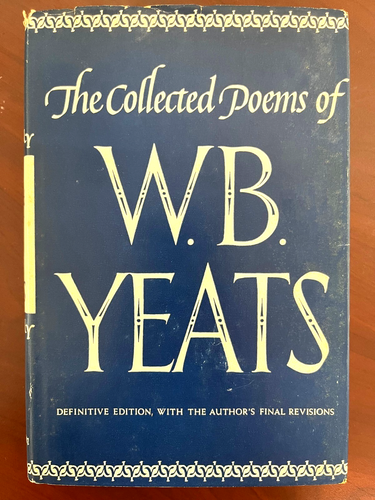 The Collected Poems of
W.B.
YEATS
DEFINITIVE EDITION, WITH THE AUTHOR'S FINAL REVISIONS